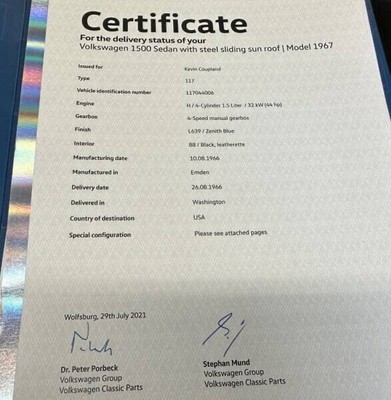 Certificate
For the delivery status of your
Volkswagen 1500 Sedan with steel sliding sun roof | Model 1967
Issued for Kevin Coupland
Type 117
Vehicle identification number 117044006
Engine H / 4-Cylinder 1.5 Liter / 32 kW (44 hp)
Gearbox 4-Speed manual gearbox
Finish L639 / Zenith Blue
Interior 88 / Black, leatherette
Manufacturing date 10.08.1966
Manufactured in Emden
Delivery date 26.08.1966
Delivered in Washington
Country of destination USA
Special configuration Please see attached pages
Wolfsburg, 29th July 2021
Dr. Peter Porbeck
Volkswagen Group
Volkswagen Classic Parts
Stephan Mund
Volkswagen Group
Volkswagen Classic Parts